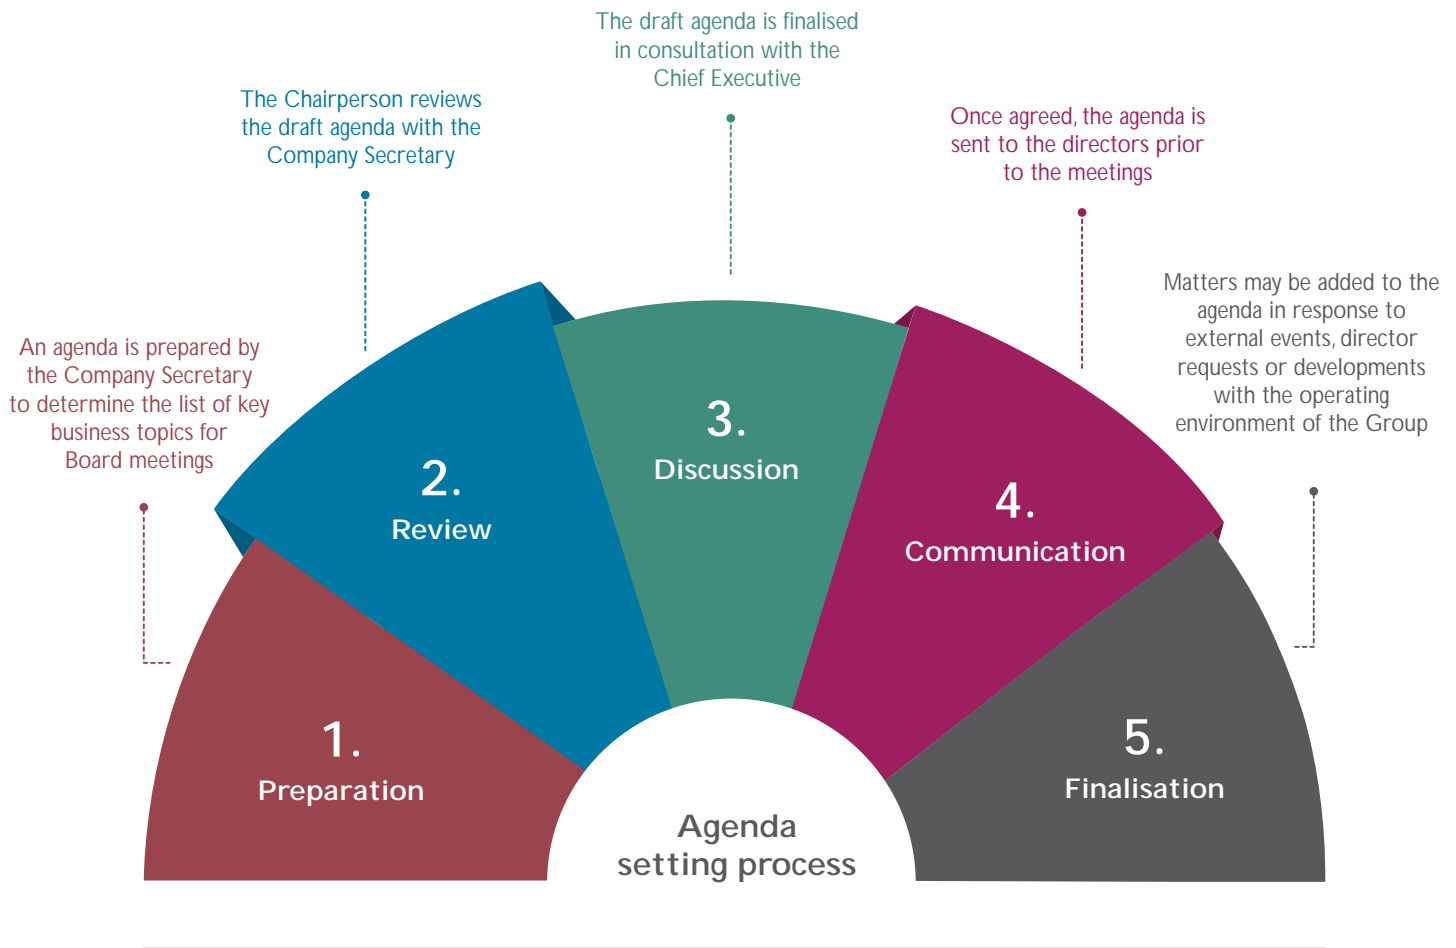 The draft agenda is finalised
in consultation with the
Chief Executive
The Chairperson reviews
the draft agenda with the
Company Secretary
Once agreed, the agenda is
sent to the directors prior
to the meetings
Matters may be added to the
agenda in response to
external events, director
requests or developments
with the operating
environment of the Group
An agenda is prepared by
the Company Secretary
to determine the list of key
business topics for
Board meetings
1.
Preparation
2.
Review
3.
Discussion
4.
Communication
5.
Finalisation
Agenda
setting process